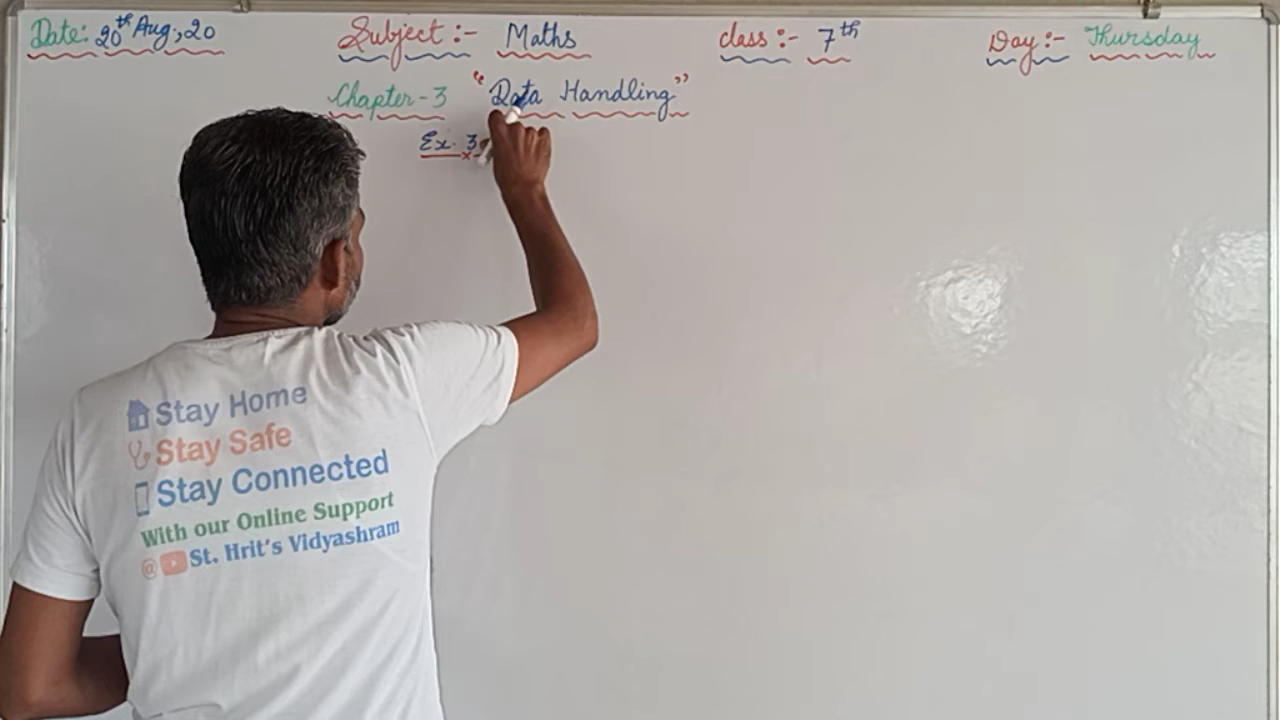 Date: 20th Aug., 20 Subject :- Maths class :- 7th Day :- Thursday
Chapter - 3 "Data Handling"
Ex. 3
Stay Home
Stay Safe
Stay Connected
With our Online Support
@ St. Hrit's Vidyashram